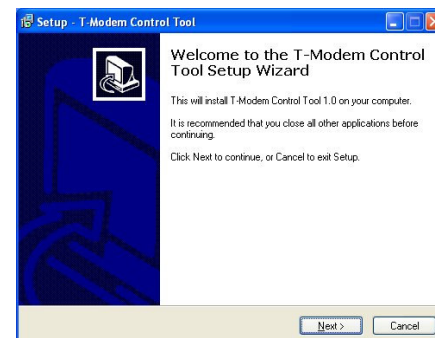 Setup - T-Modem Control Tool
Welcome to the T-Modem Control
Tool Setup Wizard
This will install T-Modem Control Tool 1.0 on your computer.
It is recommended that you close all other applications before
continuing.
Click Next to continue, or Cancel to exit Setup.
Next >
Cancel